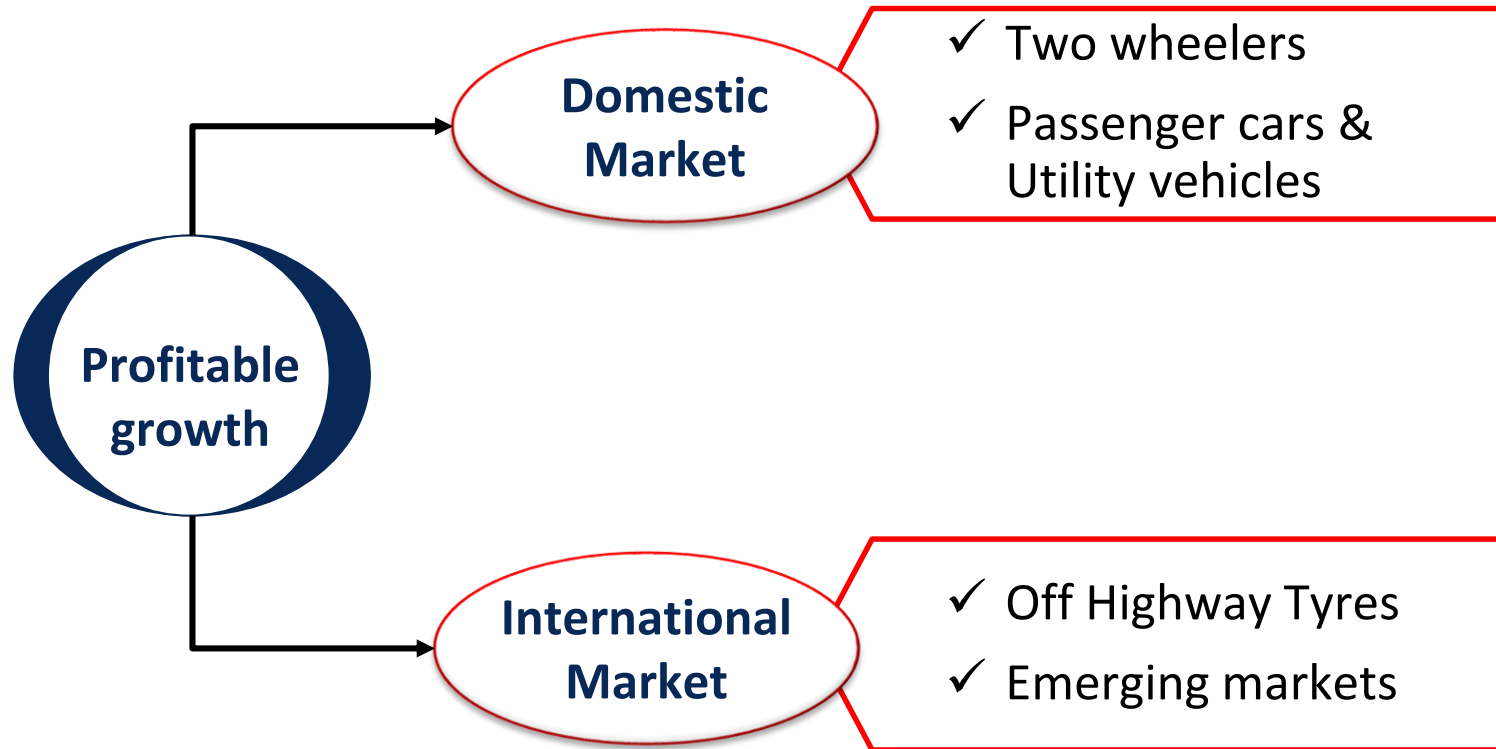 Domestic
Market
✓ Two wheelers
✓ Passenger cars &
Utility vehicles
Profitable
growth
International
Market
✓ Off Highway Tyres
✓ Emerging markets